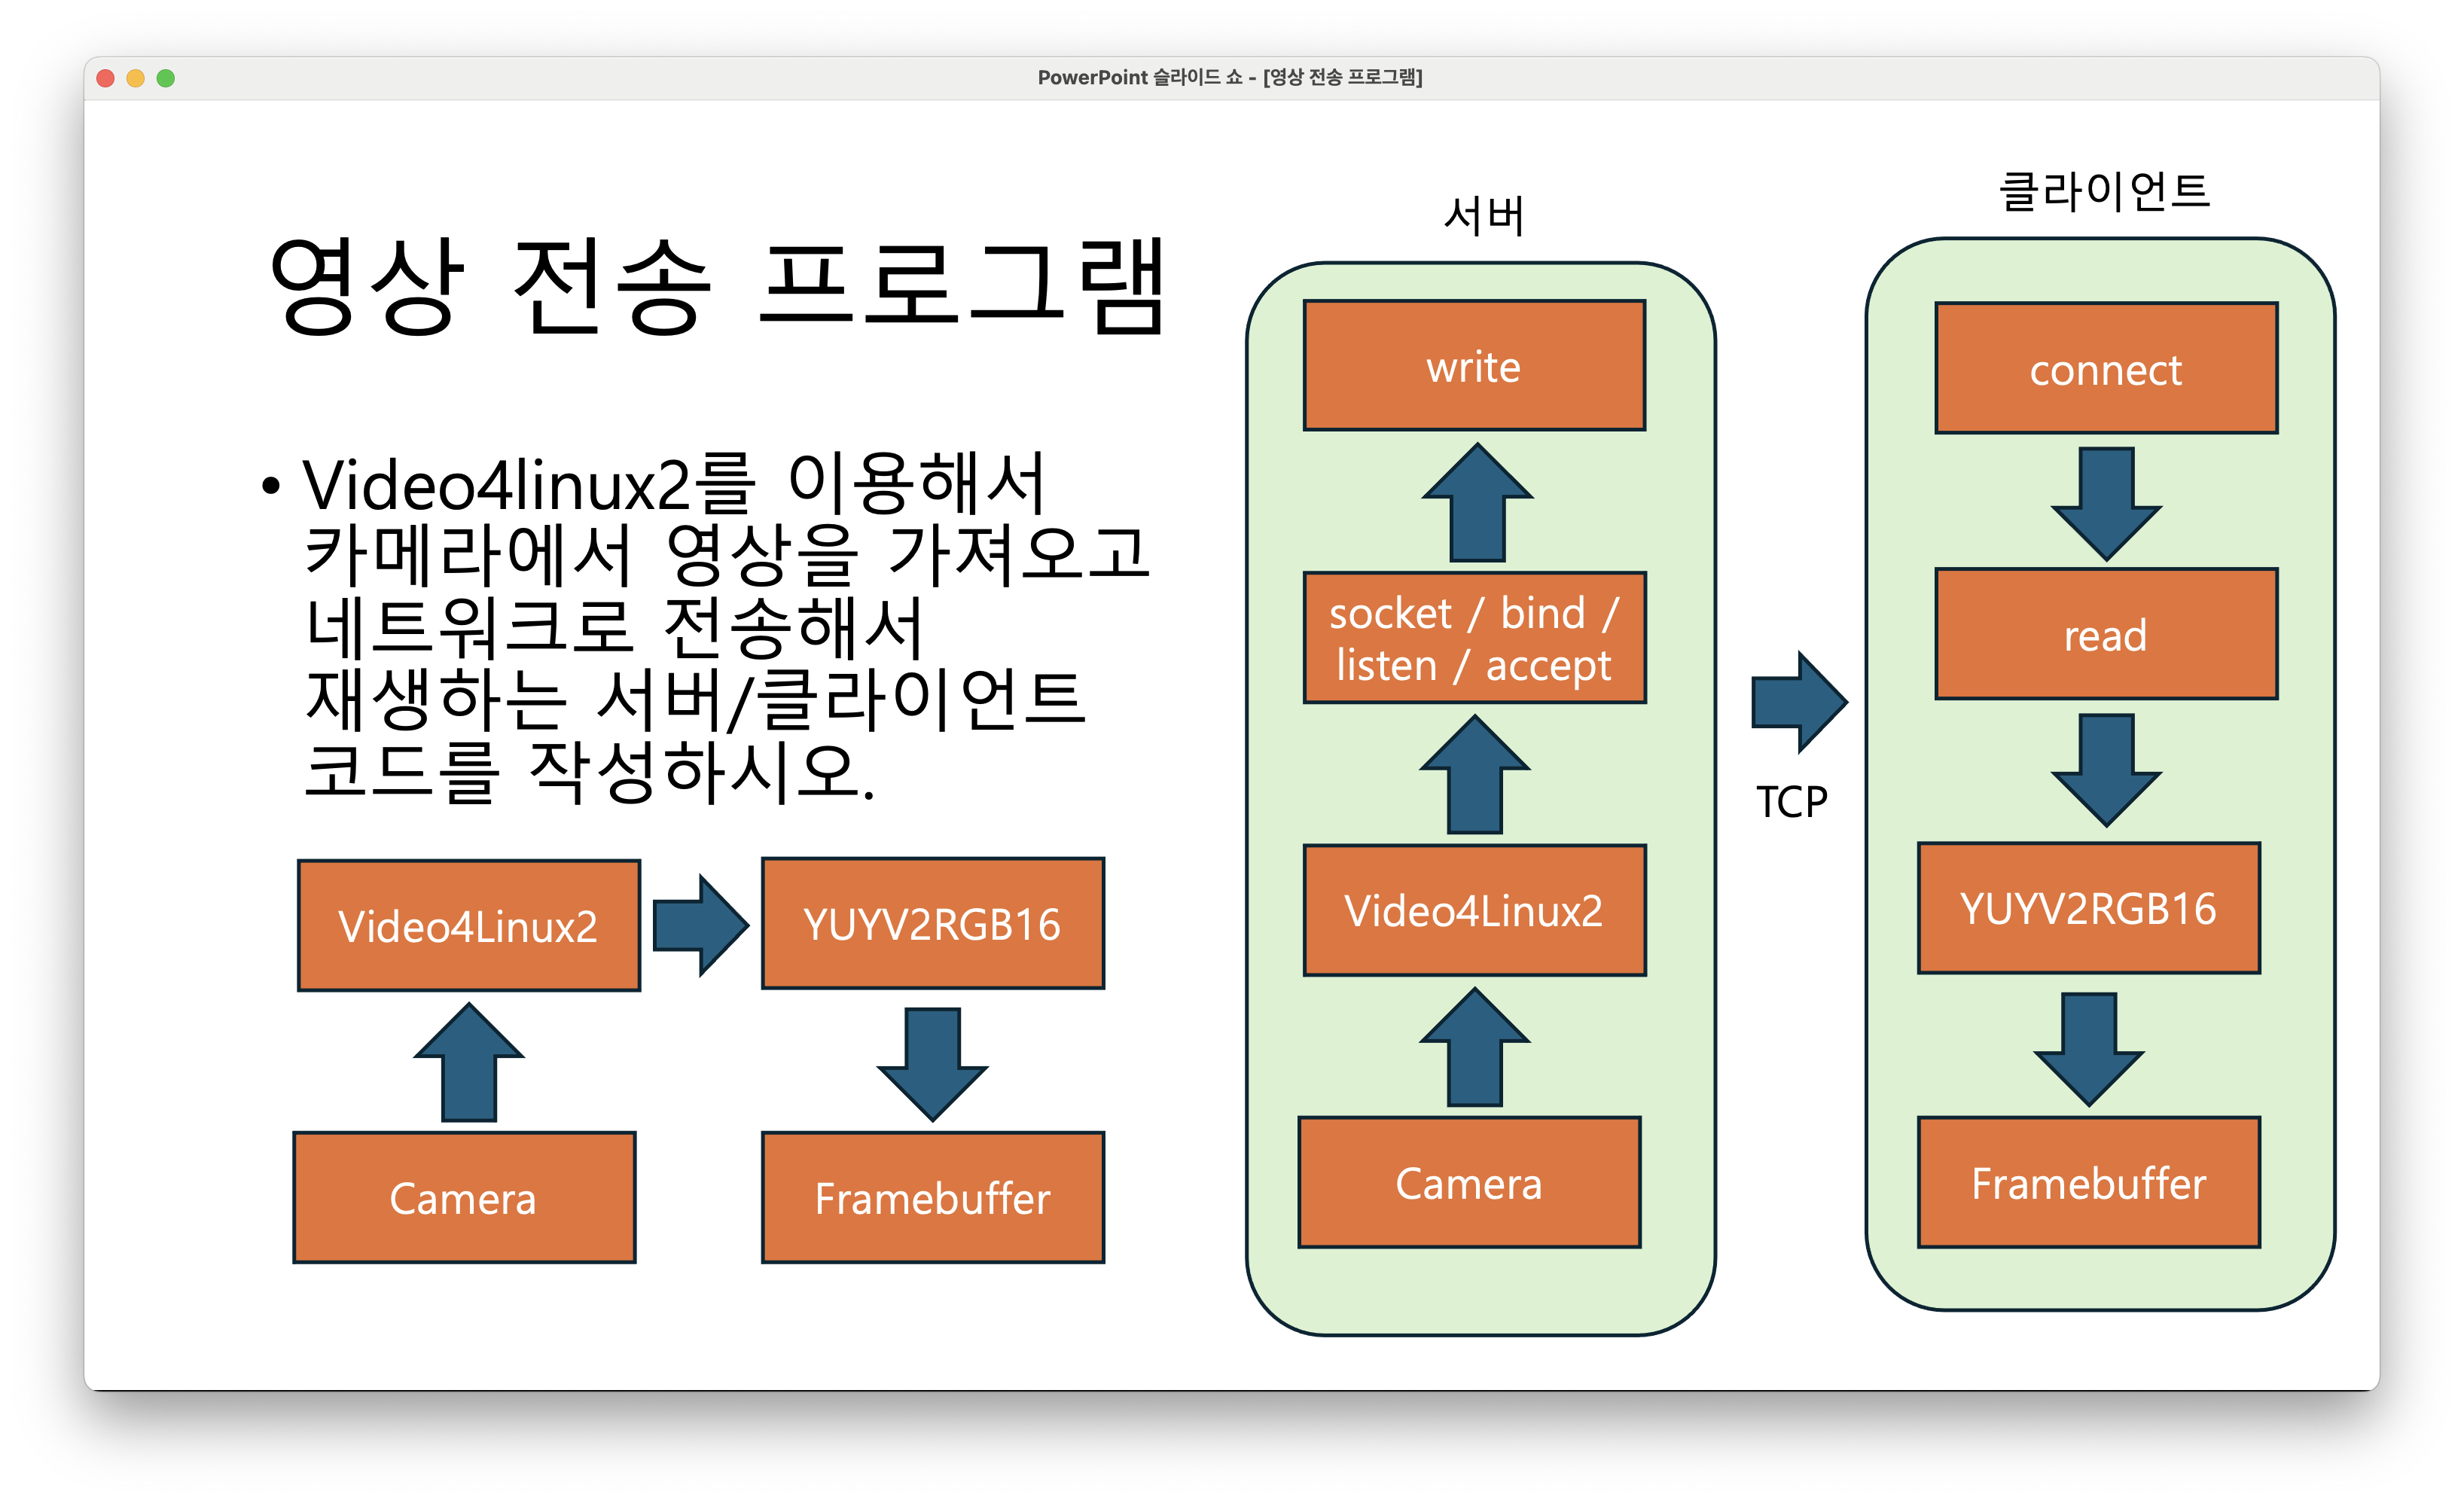 PowerPoint 슬라이드 쇼 - [영상 전송 프로그램]
영상 전송 프로그램
• Video4linux2를 이용해서
카메라에서 영상을 가져오고
네트워크로 전송해서
재생하는 서버/클라이언트
코드를 작성하시오.
Video4Linux2
YUYV2RGB16
Camera
Framebuffer
서버
write
socket / bind /
listen / accept
Video4Linux2
Camera
TCP
클라이언트
connect
read
YUYV2RGB16
Framebuffer